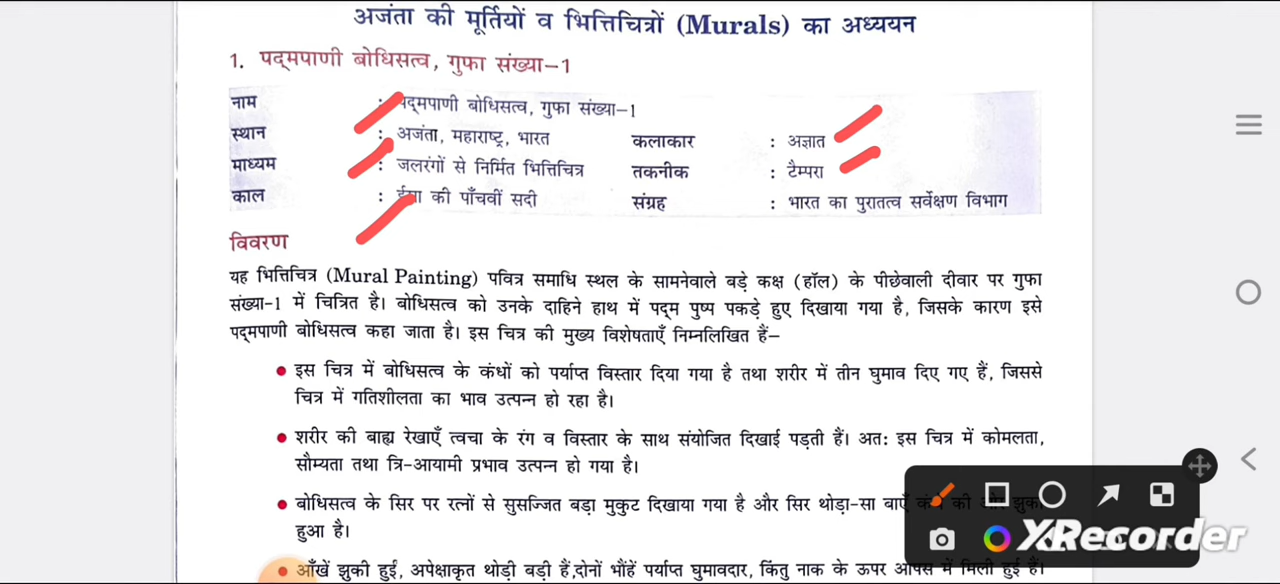 अजंता की मूर्तियों व भित्तिचित्रों (Murals) का अध्ययन
1. पद्मपाणी बोधिसत्व, गुफा संख्या–1
नाम : पद्मपाणी बोधिसत्व, गुफा संख्या–1
स्थान : अजंता, महाराष्ट्र, भारत कलाकार : अज्ञात
माध्यम : जलरंगों से निर्मित भित्तिचित्र तकनीक : टैम्परा
काल : ईसा की पाँचवीं सदी संग्रह : भारत का पुरातत्व सर्वेक्षण विभाग
विवरण
यह भित्तिचित्र (Mural Painting) पवित्र समाधि स्थल के सामनेवाले बड़े कक्ष (हॉल) के पीछेवाली दीवार पर गुफा
संख्या–1 में चित्रित है। बोधिसत्व को उनके दाहिने हाथ में पद्म पुष्प पकड़े हुए दिखाया गया है, जिसके कारण इसे
पद्मपाणी बोधिसत्व कहा जाता है। इस चित्र की मुख्य विशेषताएँ निम्नलिखित हैं–
● इस चित्र में बोधिसत्व के कंधों को पर्याप्त विस्तार दिया गया है तथा शरीर में तीन घुमाव दिए गए हैं, जिससे
चित्र में गतिशीलता का भाव उत्पन्न हो रहा है।
● शरीर की बाह्य रेखाएँ त्वचा के रंग व विस्तार के साथ संयोजित दिखाई पड़ती हैं। अत: इस चित्र में कोमलता,
सौम्यता तथा त्रि-आयामी प्रभाव उत्पन्न हो गया है।
● बोधिसत्व के सिर पर रत्नों से सुसज्जित बड़ा मुकुट दिखाया गया है और सिर थोड़ा-सा बाएँ कंधे की ओर झुका
हुआ है।
● आँखें झुकी हुईं, अपेक्षाकृत थोड़ी बड़ी हैं,दोनों भौंहें पर्याप्त घुमावदार, किंतु नाक के ऊपर आपस में मिली हुई हैं।
XRecorder